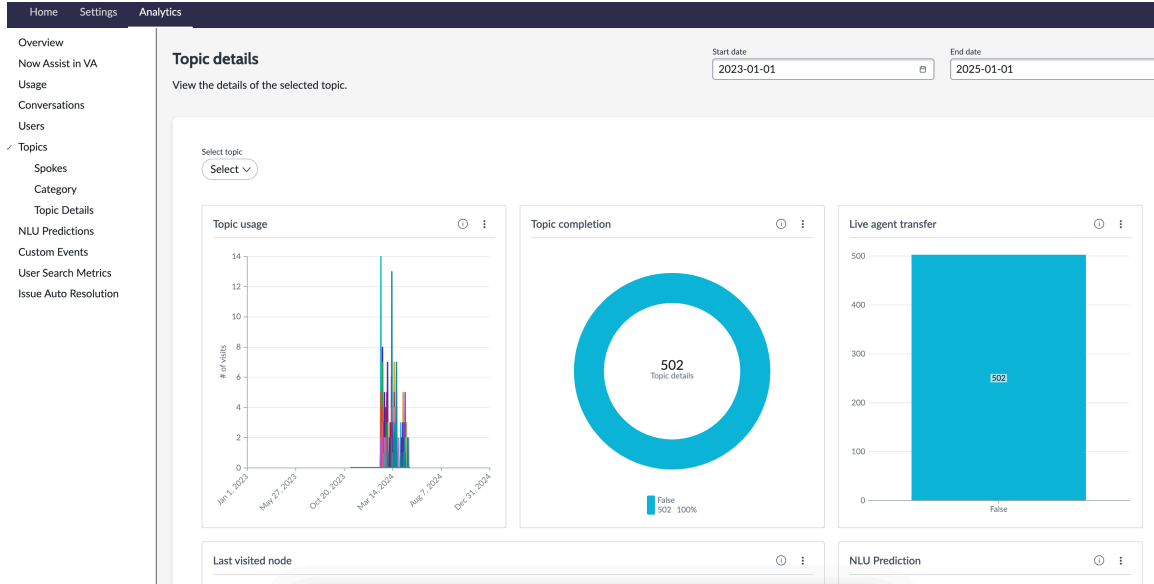 Home Settings Analytics
Overview
Now Assist in VA
Usage
Conversations
Users
Topics
Spokes
Category
Topic Details
NLU Predictions
Custom Events
User Search Metrics
Issue Auto Resolution
Topic details
View the details of the selected topic.
Start date
2023-01-01
End date
2025-01-01
Select topic
Select
Topic usage
14
12
10
8
6
4
2
0
# of visits
Jan 1, 2023
May 27, 2023
Oct 20, 2023
Mar 14, 2024
Aug 7, 2024
Dec 31, 2024
Topic completion
502
Topic details
False
502 100%
Live agent transfer
500
400
300
200
100
0
502
False
Last visited node
NLU Prediction